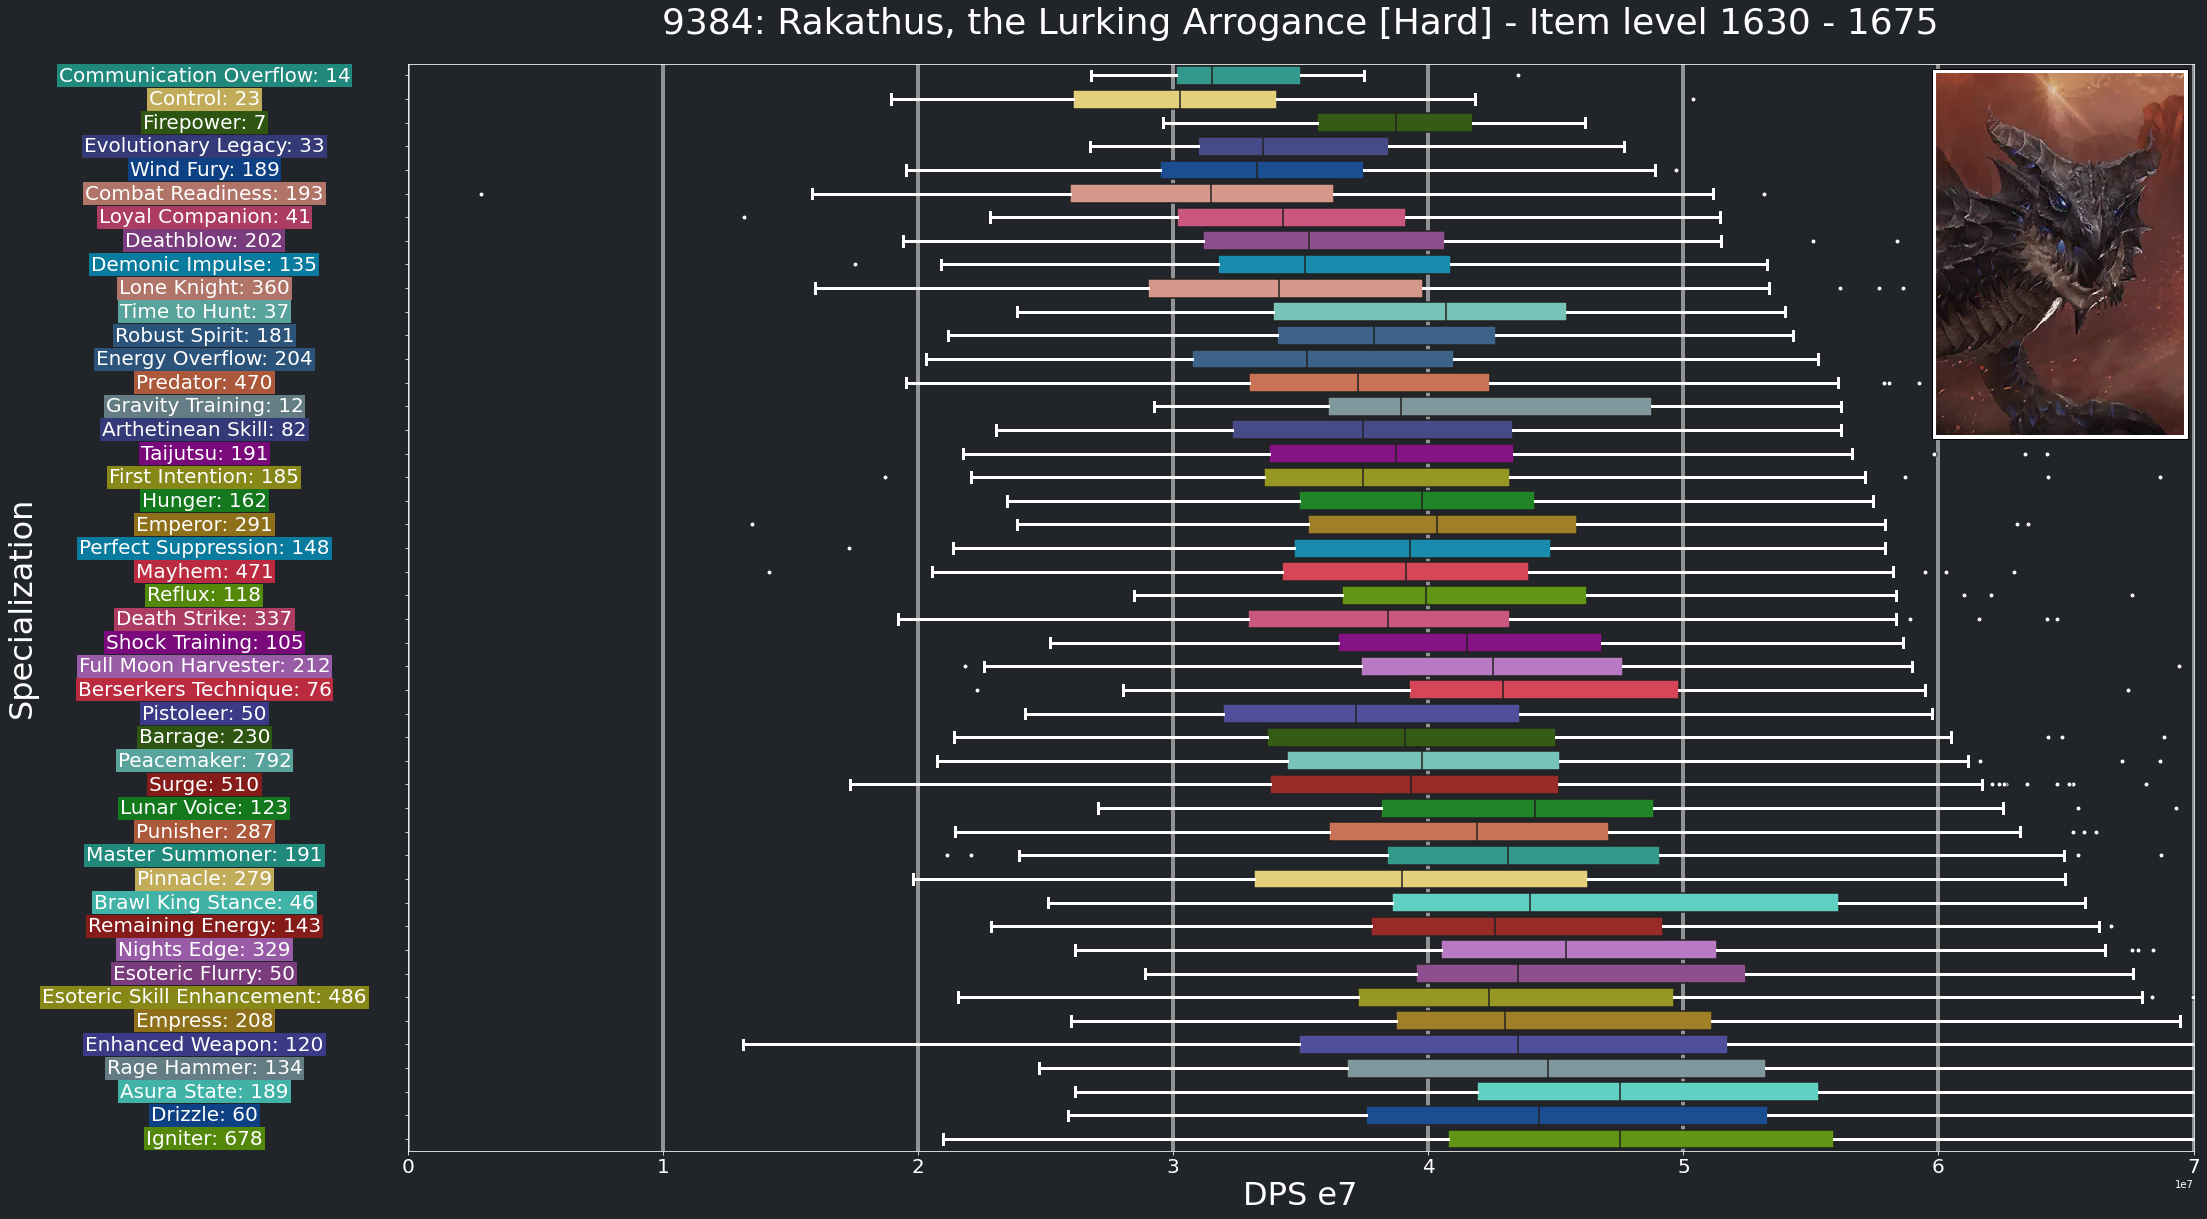 9384: Rakathus, the Lurking Arrogance [Hard] - Item level 1630 - 1675
Specialization
Communication Overflow: 14
Control: 23
Firepower: 7
Evolutionary Legacy: 33
Wind Fury: 189
Combat Readiness: 193
Loyal Companion: 41
Deathblow: 202
Demonic Impulse: 135
Lone Knight: 360
Time to Hunt: 37
Robust Spirit: 181
Energy Overflow: 204
Predator: 470
Gravity Training: 12
Arthetinean Skill: 82
Taijutsu: 191
First Intention: 185
Hunger: 162
Emperor: 291
Perfect Suppression: 148
Mayhem: 471
Reflux: 118
Death Strike: 337
Shock Training: 105
Full Moon Harvester: 212
Berserkers Technique: 76
Pistoleer: 50
Barrage: 230
Peacemaker: 792
Surge: 510
Lunar Voice: 123
Punisher: 287
Master Summoner: 191
Pinnacle: 279
Brawl King Stance: 46
Remaining Energy: 143
Nights Edge: 329
Esoteric Flurry: 50
Esoteric Skill Enhancement: 486
Empress: 208
Enhanced Weapon: 120
Rage Hammer: 134
Asura State: 189
Drizzle: 60
Igniter: 678
0 1 2 3 4 5 6 7
1e7
DPS e7